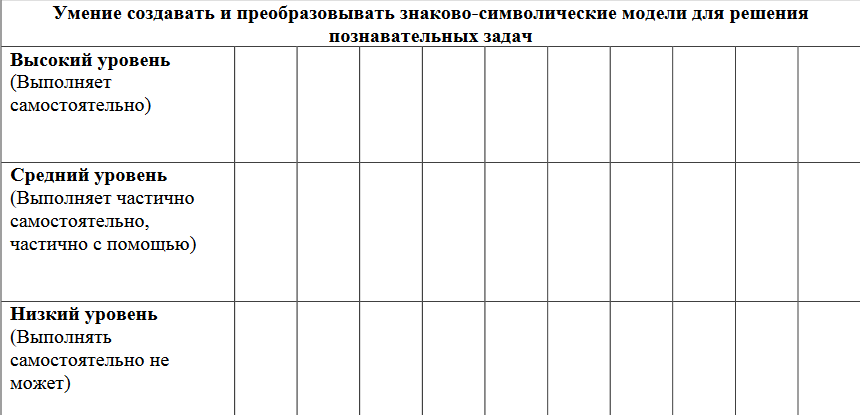 Умение создавать и преобразовывать знаково-символические модели для решения
познавательных задач
Высокий уровень
(Выполняет
самостоятельно)
Средний уровень
(Выполняет частично
самостоятельно,
частично с помощью)
Низкий уровень
(Выполнять
самостоятельно не
может)